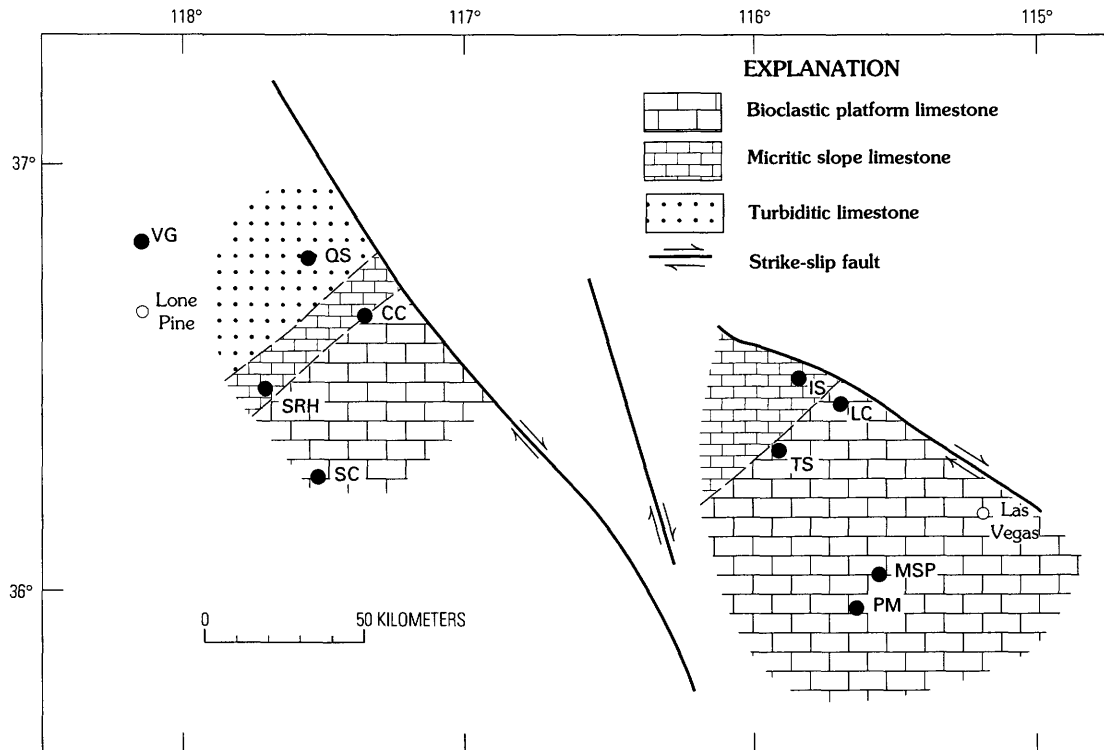 118°
117°
116°
115°
EXPLANATION
Bioclastic platform limestone
37°
Micritic slope limestone
Turbiditic limestone
VG
QS
Strike-slip fault
Lone
Pine
CC
IS
SRH
LC
TS
SC
Las
Vegas
MSP
36°
PM
0
50 KILOMETERS